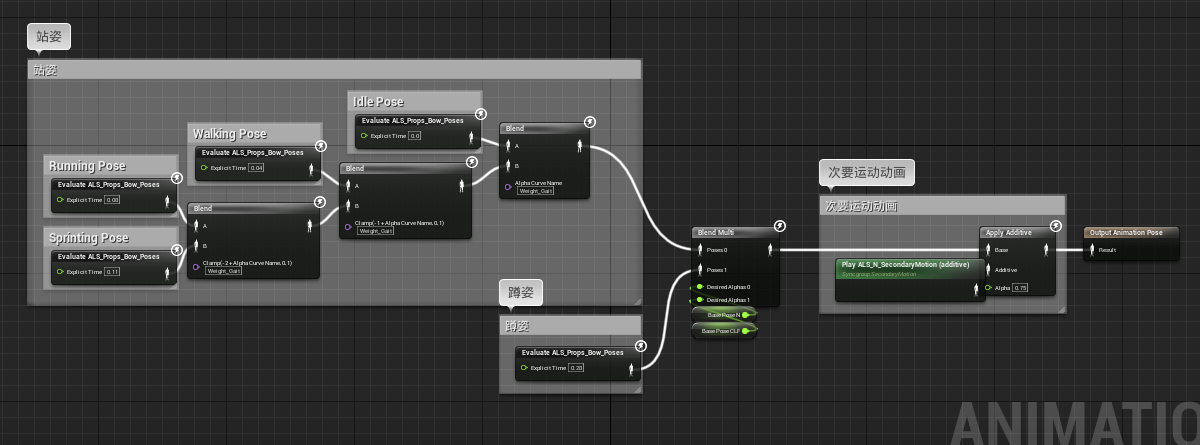 站姿
站姿
Idle Pose
Evaluate ALS_Props_Bow_Poses
Explicit Time 0.0
Blend
A
B
Alpha Curve Name
Weight_Gait
Walking Pose
Evaluate ALS_Props_Bow_Poses
Explicit Time 0.04
Blend
A
B
Clamp(-1+Alpha Curve Name,0,1)
Weight_Gait
Running Pose
Evaluate ALS_Props_Bow_Poses
Explicit Time 0.08
Blend
A
B
Clamp(-2+Alpha Curve Name,0,1)
Weight_Gait
Sprinting Pose
Evaluate ALS_Props_Bow_Poses
Explicit Time 0.11
蹲姿
蹲姿
Evaluate ALS_Props_Bow_Poses
Explicit Time 0.28
Blend Multi
Poses 0
Poses 1
Desired Alphas 0
Desired Alphas 1
Base Pose N
Base Pose CLF
次要运动动画
次要运动动画
Apply Additive
Base
Additive
Alpha 0.75
Play ALS_N_SecondaryMotion (additive)
Sync group SecondaryMotion
Output Animation Pose
Result
ANIMATIO